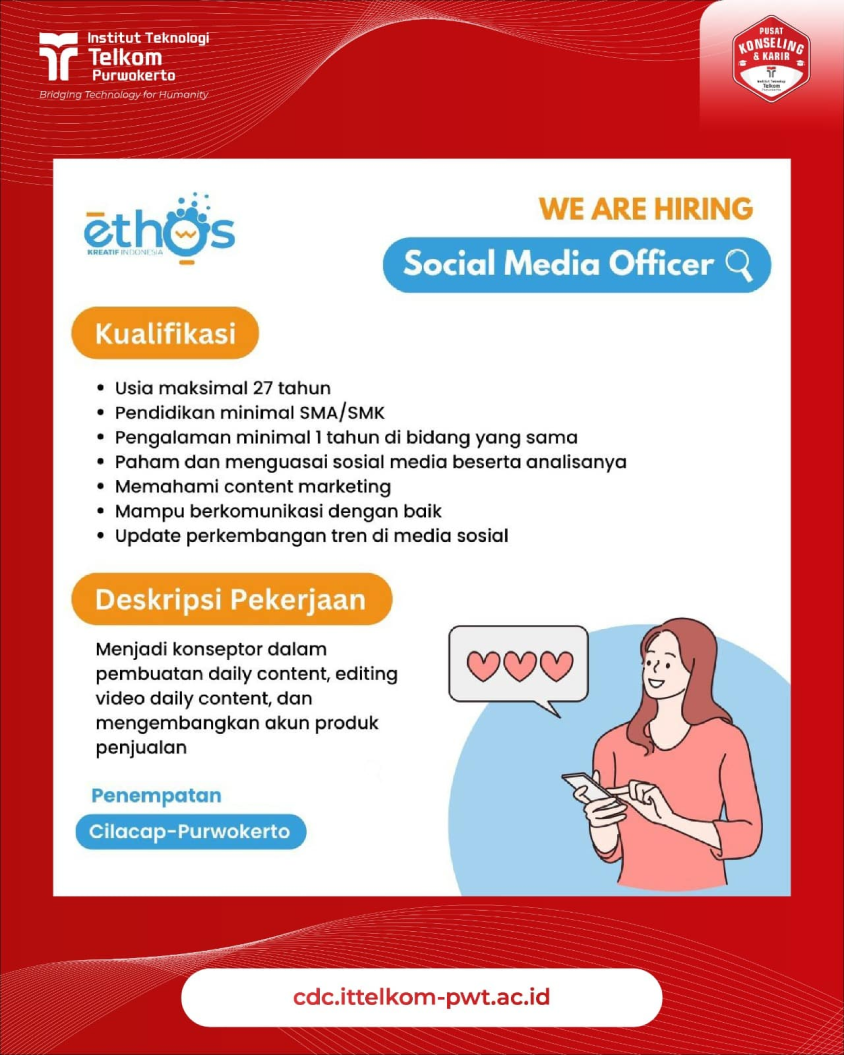 Institut Teknologi
Telkom
Purwokerto
Bridging Technology for Humanity
PUSAT
KONSELING
& KARIR
Institut Teknologi
Telkom
ēthos
KREATIF INDONESIA
WE ARE HIRING
Social Media Officer
Kualifikasi
• Usia maksimal 27 tahun
• Pendidikan minimal SMA/SMK
• Pengalaman minimal 1 tahun di bidang yang sama
• Paham dan menguasai sosial media beserta analisanya
• Memahami content marketing
• Mampu berkomunikasi dengan baik
• Update perkembangan tren di media sosial
Deskripsi Pekerjaan
Menjadi konseptor dalam
pembuatan daily content, editing
video daily content, dan
mengembangkan akun produk
penjualan
Penempatan
Cilacap-Purwokerto
cdc.ittelkom-pwt.ac.id